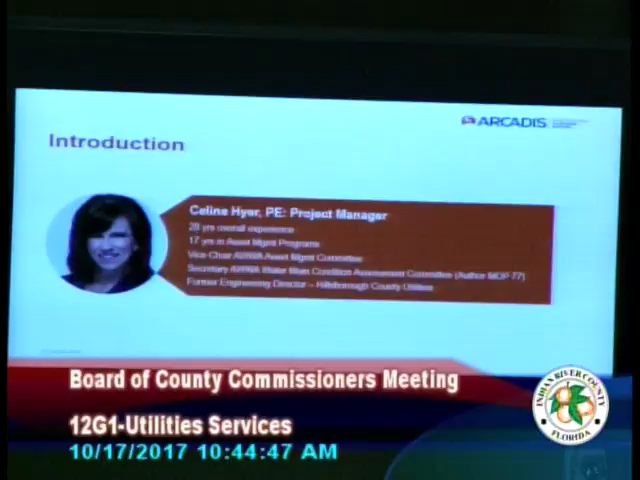 ARCADIS
Introduction
Celine Hyer, PE: Project Manager
28 yrs overall experience
17 yrs in Asset Mgmt Programs
Vice-Chair AWWA Asset Mgmt Committee
Secretary AWWA Water Main Condition Assessment Committee (Author MOP 77)
Former Engineering Director – Hillsborough County Utilities
Board of County Commissioners Meeting
12G1-Utilities Services
10/17/2017 10:44:47 AM
INDIAN RIVER COUNTY
FLORIDA